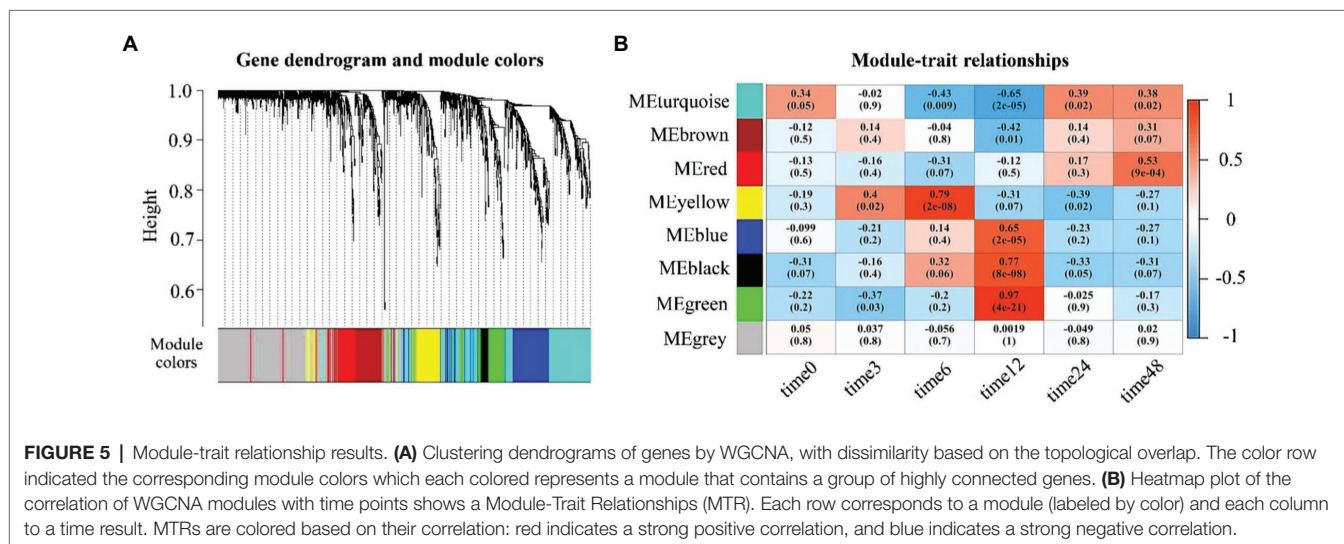 A
Gene dendrogram and module colors
Height
1.0
0.9
0.8
0.7
0.6
Module
colors
B
Module-trait relationships
MEturquoise 0.34 (0.05) -0.02 (0.9) -0.43 (0.009) -0.65 (2e-05) 0.39 (0.02) 0.38 (0.02)
MEbrown -0.12 (0.5) 0.14 (0.4) -0.04 (0.8) -0.42 (0.01) 0.14 (0.4) 0.31 (0.07)
MEred -0.13 (0.5) -0.16 (0.4) -0.31 (0.07) -0.12 (0.5) 0.17 (0.3) 0.53 (9e-04)
MEyellow -0.19 (0.3) 0.4 (0.02) 0.79 (2e-08) -0.31 (0.07) -0.39 (0.02) -0.27 (0.1)
MEblue -0.099 (0.6) -0.21 (0.2) 0.14 (0.4) 0.65 (2e-05) -0.23 (0.2) -0.27 (0.1)
MEblack -0.31 (0.07) -0.16 (0.4) 0.32 (0.06) 0.77 (8e-08) -0.33 (0.05) -0.31 (0.07)
MEgreen -0.22 (0.2) -0.37 (0.03) -0.2 (0.2) 0.97 (4e-21) -0.025 (0.9) -0.17 (0.3)
MEgrey 0.05 (0.8) 0.037 (0.8) -0.056 (0.7) 0.0019 (1) -0.049 (0.8) 0.02 (0.9)
time0 time3 time6 time12 time24 time48
1
0.5
0
-0.5
-1
FIGURE 5 | Module-trait relationship results. (A) Clustering dendrograms of genes by WGCNA, with dissimilarity based on the topological overlap. The color row
indicated the corresponding module colors which each colored represents a module that contains a group of highly connected genes. (B) Heatmap plot of the
correlation of WGCNA modules with time points shows a Module-Trait Relationships (MTR). Each row corresponds to a module (labeled by color) and each column
to a time result. MTRs are colored based on their correlation: red indicates a strong positive correlation, and blue indicates a strong negative correlation.